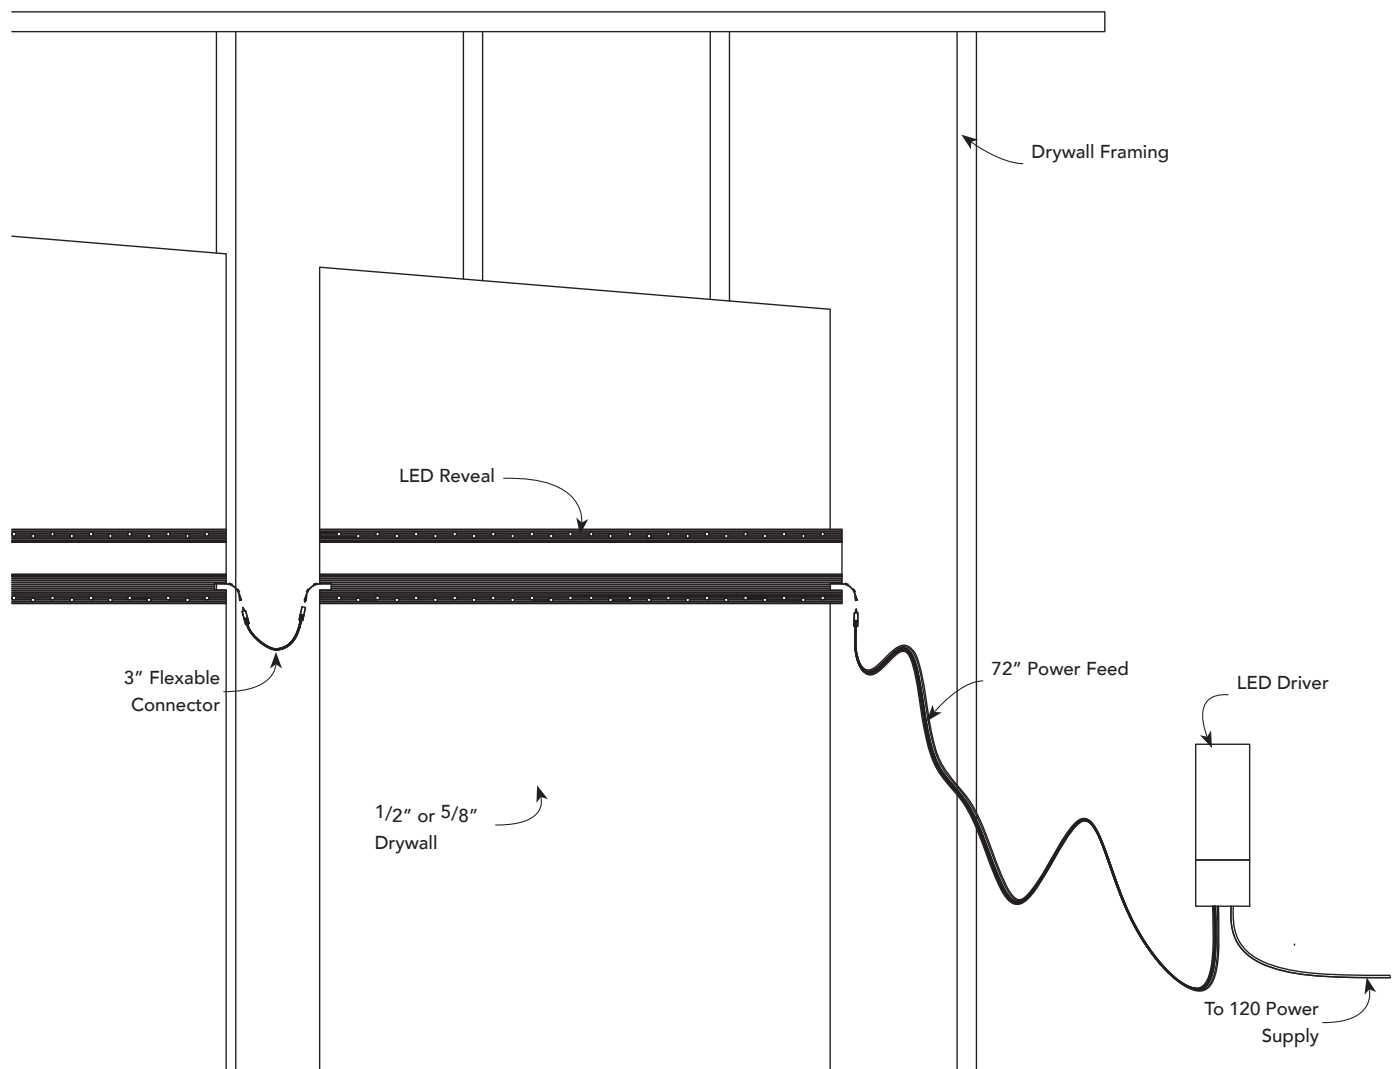 Drywall Framing
LED Reveal
3” Flexable
Connector
72” Power Feed
LED Driver
1/2” or 5/8”
Drywall
To 120 Power
Supply